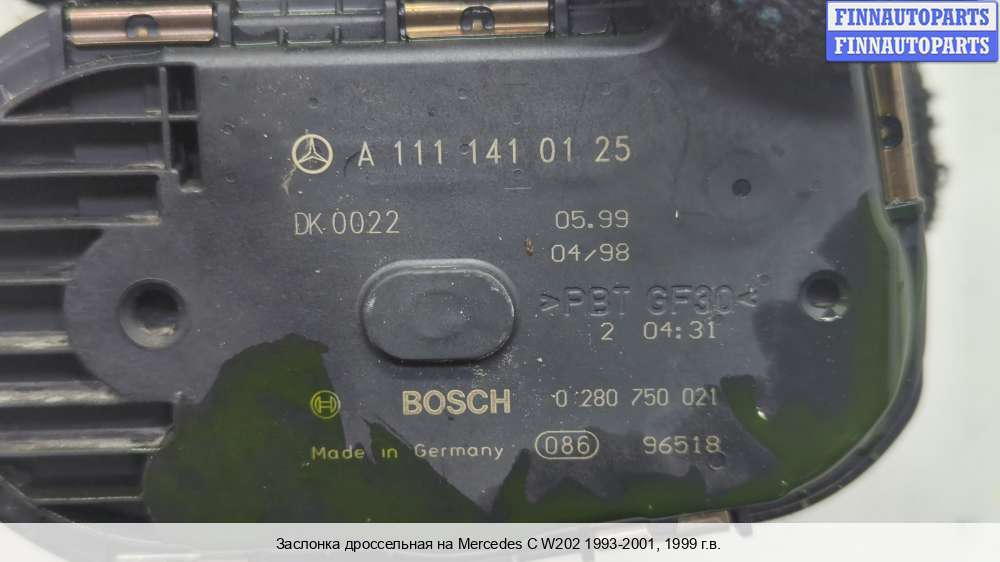 FINNAUTOPARTS
FINNAUTOPARTS
A 111 141 01 25
DK 0022 05.99
04/98
>PBT GF30<
2 04:31
BOSCH 0 280 750 021
Made in Germany 086 96518
Заслонка дроссельная на Mercedes C W202 1993-2001, 1999 г.в.